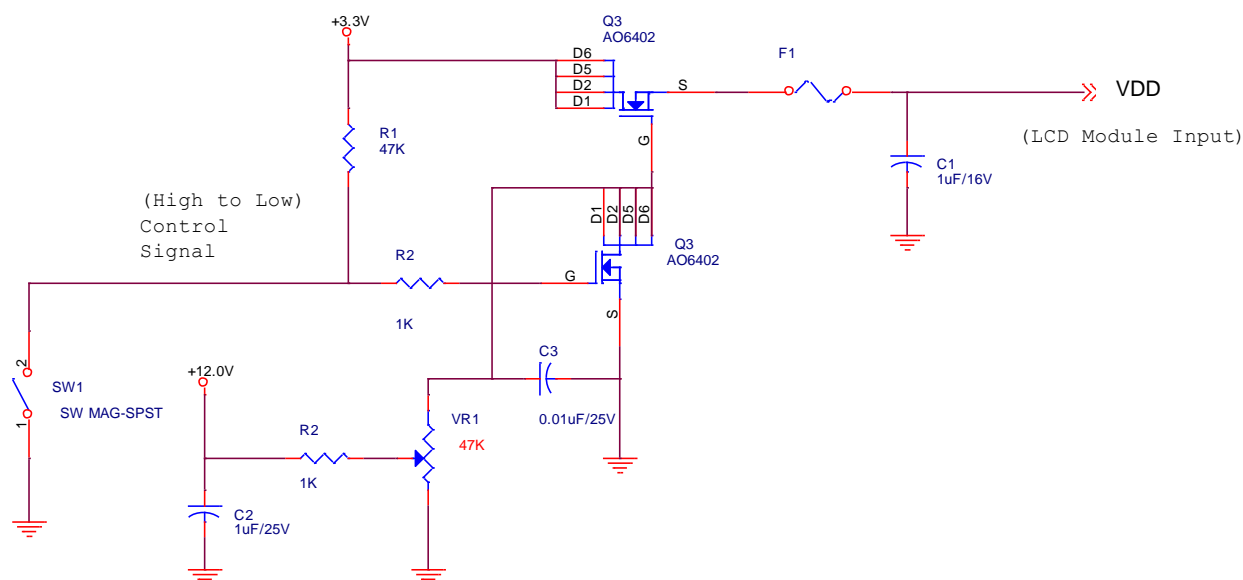 +3.3V
Q3
AO6402
F1
D6
D5
D2
D1
S
VDD
G
(LCD Module Input)
R1
47K
C1
1uF/16V
(High to Low)
Control
Signal
D1
D2
D5
D6
Q3
AO6402
R2
G
1K
S
2
SW1
SW MAG-SPST
1
+12.0V
C3
0.01uF/25V
R2
1K
VR1
47K
C2
1uF/25V